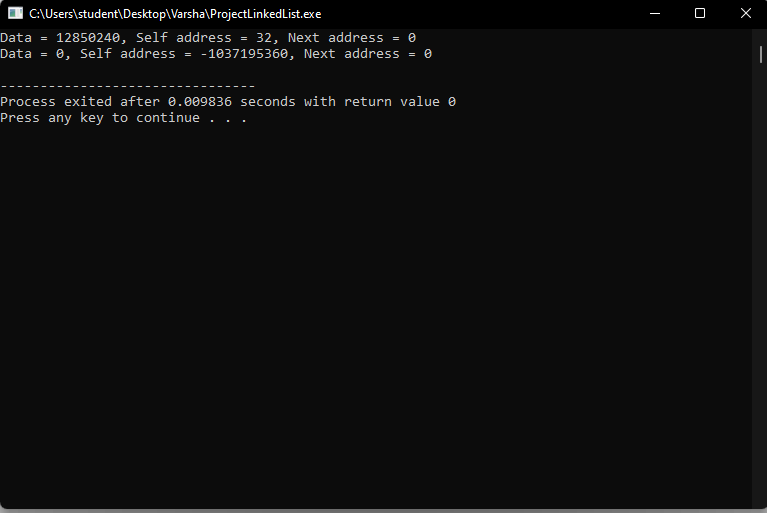 C:\Users\student\Desktop\Varsha\ProjectLinkedList.exe
Data = 12850240, Self address = 32, Next address = 0
Data = 0, Self address = -1037195360, Next address = 0
--------------------------------
Process exited after 0.009836 seconds with return value 0
Press any key to continue . . .